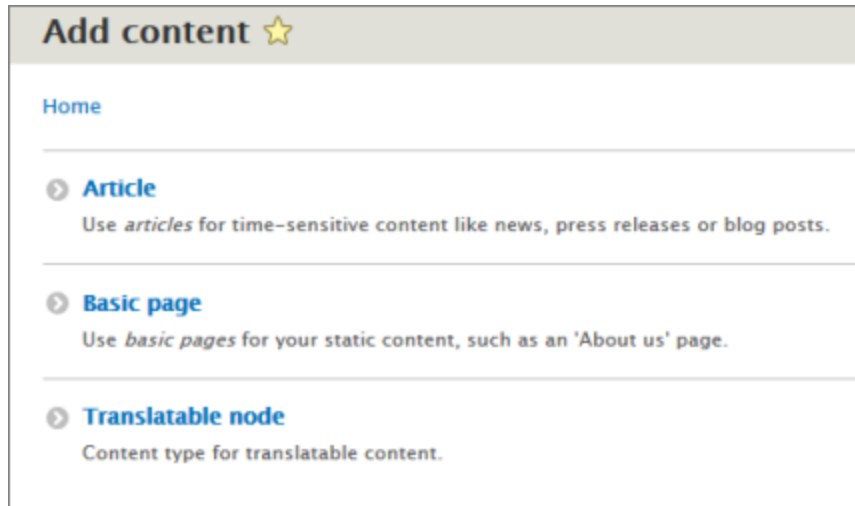 Add content
Home
Article
Use articles for time-sensitive content like news, press releases or blog posts.
Basic page
Use basic pages for your static content, such as an 'About us' page.
Translatable node
Content type for translatable content.